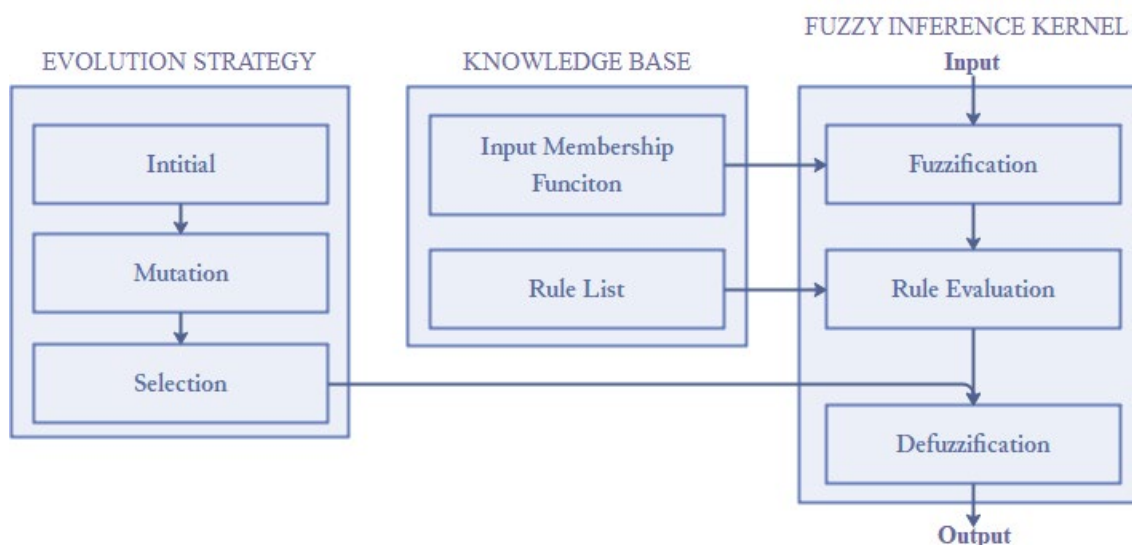 FUZZY INFERENCE KERNEL
EVOLUTION STRATEGY
KNOWLEDGE BASE
Input
Intitial
Input Membership
Funciton
Fuzzification
Mutation
Rule List
Rule Evaluation
Selection
Defuzzification
Output